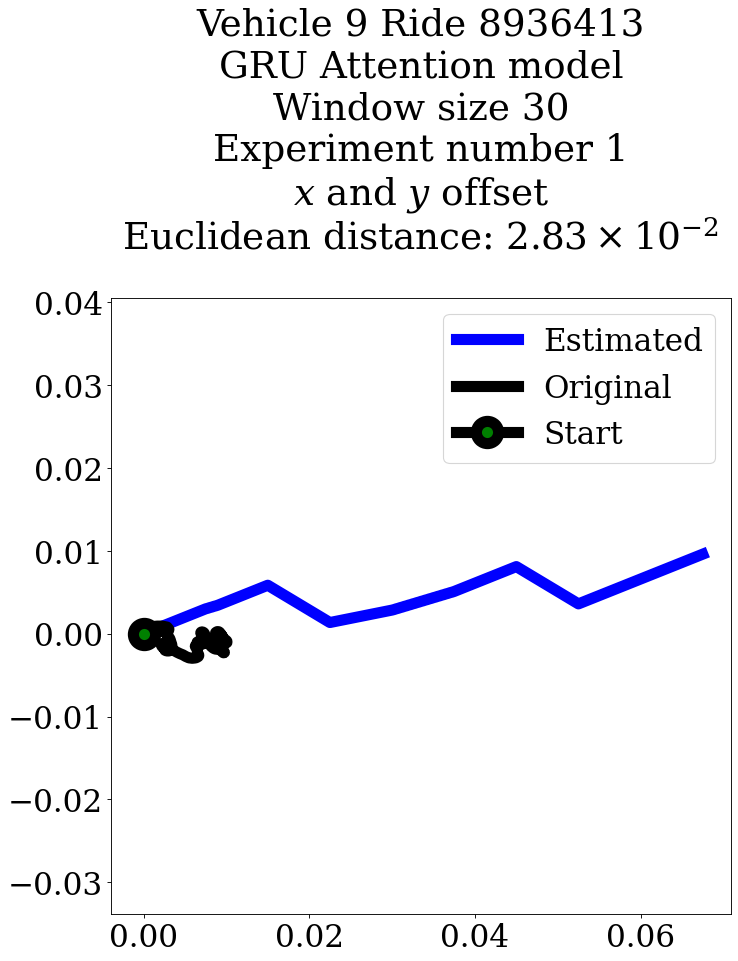 Vehicle 9 Ride 8936413
GRU Attention model
Window size 30
Experiment number 1
x and y offset
Euclidean distance: 2.83 × 10⁻²
0.04
0.03
0.02
0.01
0.00
−0.01
−0.02
−0.03
Estimated
Original
Start
0.00 0.02 0.04 0.06